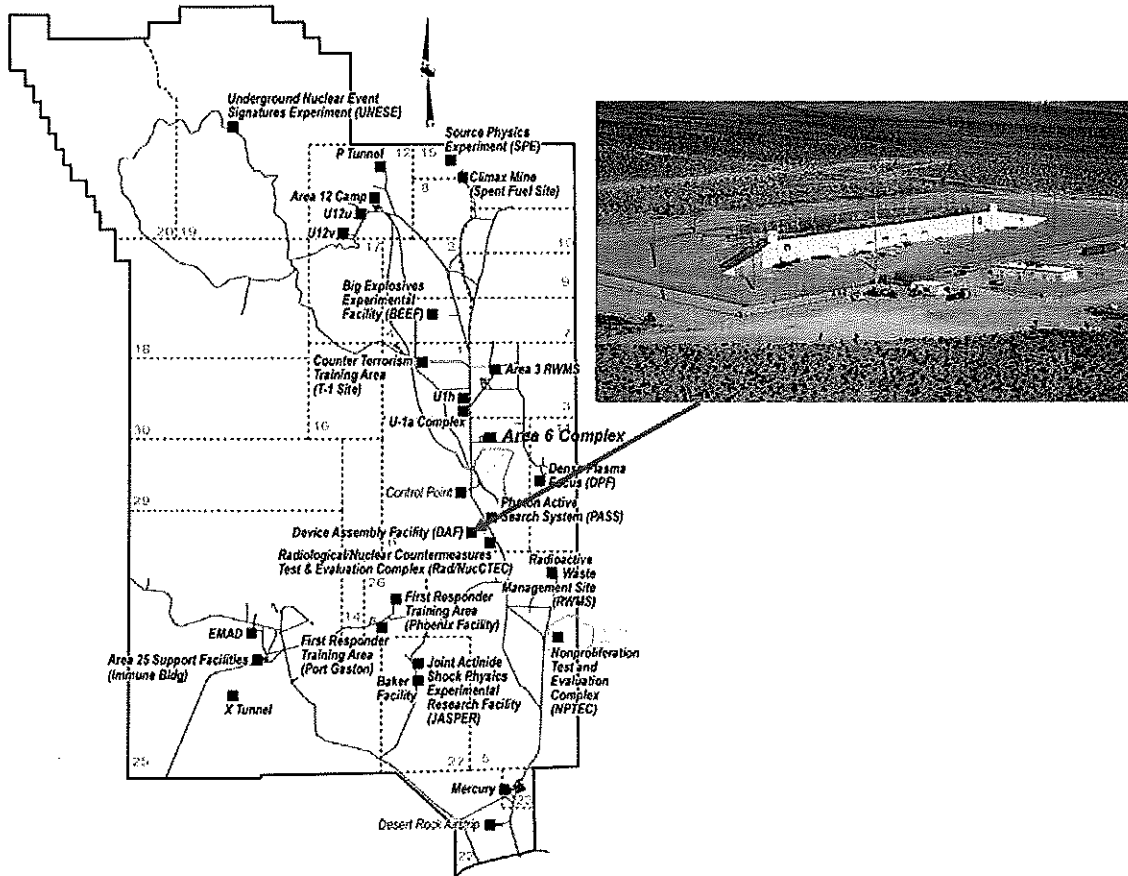 Underground Nuclear Event
Signatures Experiment (UNESE)
Source Physics
Experiment (SPE)
P Tunnel
12
15
Climax Mine
(Spent Fuel Site)
8
Area 12 Camp
U12u
U12v
20
19
17
2
10
9
Big Explosives
Experimental
Facility (BEEF)
7
18
Counter Terrorism
Training Area
(T-1 Site)
1
Area 3 RWMS
U1h
U-1a Complex
3
30
16
11
Area 6 Complex
Dense Plasma
Focus (DPF)
Control Point
29
Photon Active
Search System (PASS)
Device Assembly Facility (DAF)
Radiological/Nuclear Countermeasures
Test & Evaluation Complex (Rad/NucCTEC)
Radioactive
Waste
Management Site
(RWMS)
26
First Responder
Training Area
(Phoenix Facility)
14
EMAD
First Responder
Training Area
(Port Gaston)
Area 25 Support Facilities
(Immune Bldg)
Nonproliferation
Test and
Evaluation
Complex
(NPTEC)
Baker
Facility
Joint Actinide
Shock Physics
Experimental
Research Facility
(JASPER)
X Tunnel
25
27
5
Mercury
23
Desert Rock Airstrip
22